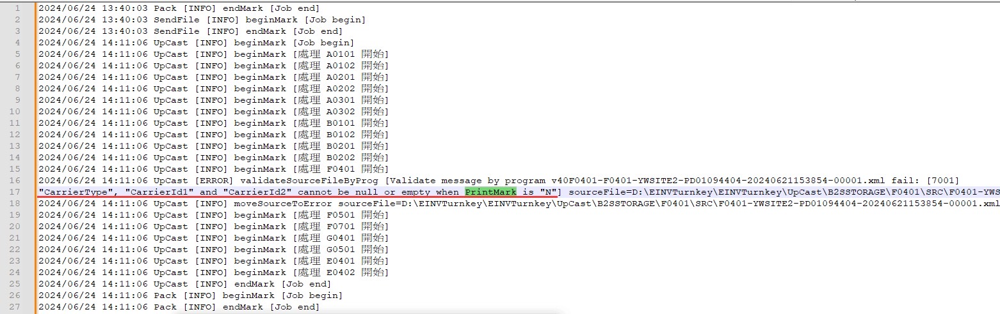 1 2024/06/24 13:40:03 Pack [INFO] endMark [Job end]
2 2024/06/24 13:40:03 SendFile [INFO] beginMark [Job begin]
3 2024/06/24 13:40:03 SendFile [INFO] endMark [Job end]
4 2024/06/24 14:11:06 UpCast [INFO] beginMark [Job begin]
5 2024/06/24 14:11:06 UpCast [INFO] beginMark [處理 A0101 開始]
6 2024/06/24 14:11:06 UpCast [INFO] beginMark [處理 A0102 開始]
7 2024/06/24 14:11:06 UpCast [INFO] beginMark [處理 A0201 開始]
8 2024/06/24 14:11:06 UpCast [INFO] beginMark [處理 A0202 開始]
9 2024/06/24 14:11:06 UpCast [INFO] beginMark [處理 A0301 開始]
10 2024/06/24 14:11:06 UpCast [INFO] beginMark [處理 A0302 開始]
11 2024/06/24 14:11:06 UpCast [INFO] beginMark [處理 B0101 開始]
12 2024/06/24 14:11:06 UpCast [INFO] beginMark [處理 B0102 開始]
13 2024/06/24 14:11:06 UpCast [INFO] beginMark [處理 B0201 開始]
14 2024/06/24 14:11:06 UpCast [INFO] beginMark [處理 B0202 開始]
15 2024/06/24 14:11:06 UpCast [INFO] beginMark [處理 F0401 開始]
16 2024/06/24 14:11:06 UpCast [ERROR] validateSourceFileByProg [Validate message by program v40F0401-F0401-YWSITE2-PD01094404-20240621153854-00001.xml fail: [7001]
17 "CarrierType", "CarrierId1" and "CarrierId2" cannot be null or empty when PrintMark is "N"] sourceFile=D:\EINVTurnkey\EINVTurnkey\UpCast\B2SSTORAGE\F0401\SRC\F0401-YWS
18 2024/06/24 14:11:06 UpCast [INFO] moveSourceToError sourceFile=D:\EINVTurnkey\EINVTurnkey\UpCast\B2SSTORAGE\F0401\SRC\F0401-YWSITE2-PD01094404-20240621153854-00001.xml
19 2024/06/24 14:11:06 UpCast [INFO] beginMark [處理 F0501 開始]
20 2024/06/24 14:11:06 UpCast [INFO] beginMark [處理 F0701 開始]
21 2024/06/24 14:11:06 UpCast [INFO] beginMark [處理 G0401 開始]
22 2024/06/24 14:11:06 UpCast [INFO] beginMark [處理 G0501 開始]
23 2024/06/24 14:11:06 UpCast [INFO] beginMark [處理 E0401 開始]
24 2024/06/24 14:11:06 UpCast [INFO] beginMark [處理 E0402 開始]
25 2024/06/24 14:11:06 UpCast [INFO] endMark [Job end]
26 2024/06/24 14:11:06 Pack [INFO] beginMark [Job begin]
27 2024/06/24 14:11:06 Pack [INFO] endMark [Job end]